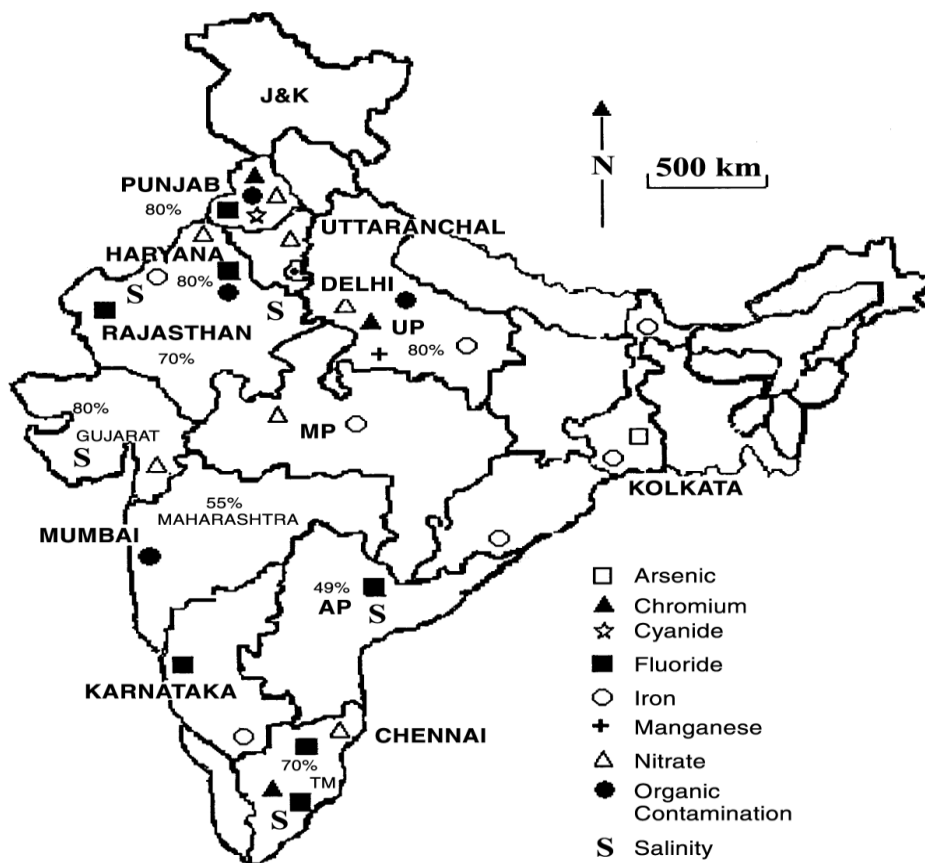 J&K
N
500 km
PUNJAB
80%
UTTARANCHAL
HARYANA
80%
S
S
DELHI
RAJASTHAN
UP
70%
80%
80%
GUJARAT
S
MP
KOLKATA
55%
MAHARASHTRA
MUMBAI
49%
AP
S
KARNATAKA
CHENNAI
70%
TM
S
Arsenic
Chromium
Cyanide
Fluoride
Iron
Manganese
Nitrate
Organic
Contamination
S Salinity